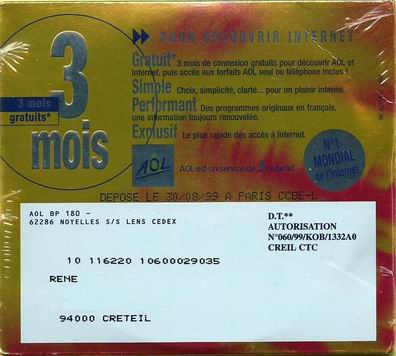 POUR DÉCOUVRIR INTERNET
Gratuit* 3 mois de connexion gratuits pour découvrir AOL et
Internet, puis accès aux forfaits AOL seul ou téléphone inclus !
Simple Choix, simplicité, clarté... pour un plaisir intense.
Performant Des programmes originaux en français,
une information toujours renouvelée.
Exclusif Le plus rapide des accès à Internet.
3
mois
3 mois
gratuits*
AOL
AOL est un service de Cégetel
N°1
MONDIAL
de l'Internet
DEPOSE LE 30/08/99 A PARIS CCBE-L
AOL BP 180 -
62286 NOYELLES S/S LENS CEDEX
D.T.**
AUTORISATION
N°060/99/KOB/1332A0
CREIL CTC
10 116220 10600029035
RENE
94000 CRETEIL